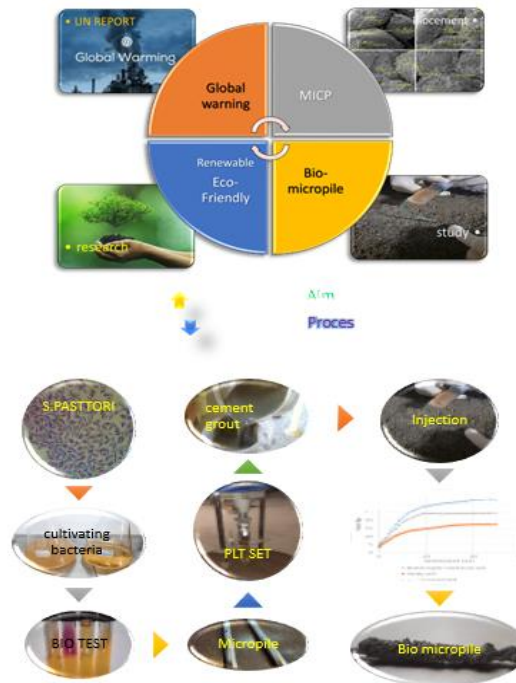 • UN REPORT
@
Global Warming
Biocement •
Global
warning
MICP
Renewable
Eco-
Friendly
Bio-
micropile
• research
study •
Aim
Proces
S.PASTTORI
cement
grout
Injection
cultivating
bacteria
PLT SET
BIO TEST
Micropile
Bio micropile